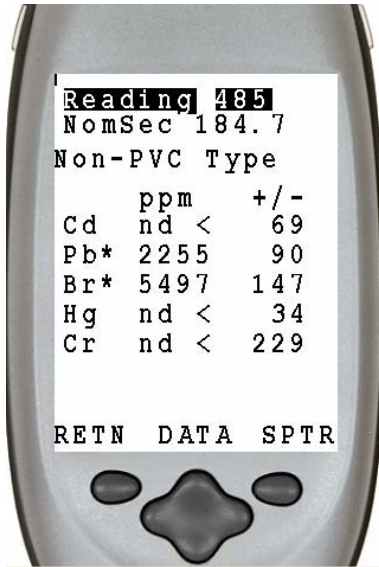 Reading 485
NomSec 184.7
Non-PVC Type
ppm +/-
Cd nd < 69
Pb* 2255 90
Br* 5497 147
Hg nd < 34
Cr nd < 229
RETN DATA SPTR